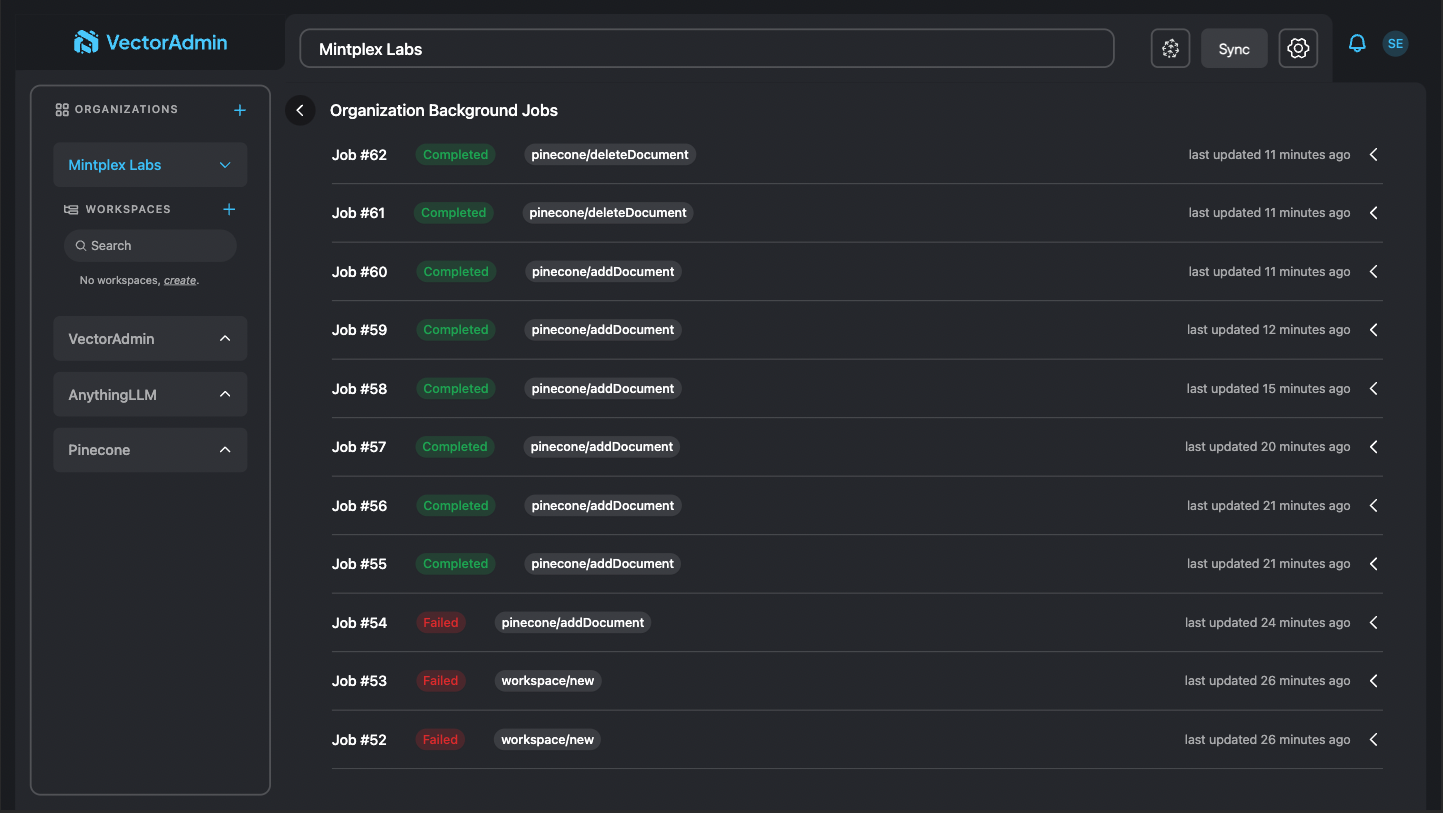 VectorAdmin
Mintplex Labs
Sync
SE
ORGANIZATIONS
Mintplex Labs
WORKSPACES
Search
No workspaces, create.
VectorAdmin
AnythingLLM
Pinecone
Organization Background Jobs
Job #62 Completed pinecone/deleteDocument last updated 11 minutes ago
Job #61 Completed pinecone/deleteDocument last updated 11 minutes ago
Job #60 Completed pinecone/addDocument last updated 11 minutes ago
Job #59 Completed pinecone/addDocument last updated 12 minutes ago
Job #58 Completed pinecone/addDocument last updated 15 minutes ago
Job #57 Completed pinecone/addDocument last updated 20 minutes ago
Job #56 Completed pinecone/addDocument last updated 21 minutes ago
Job #55 Completed pinecone/addDocument last updated 21 minutes ago
Job #54 Failed pinecone/addDocument last updated 24 minutes ago
Job #53 Failed workspace/new last updated 26 minutes ago
Job #52 Failed workspace/new last updated 26 minutes ago